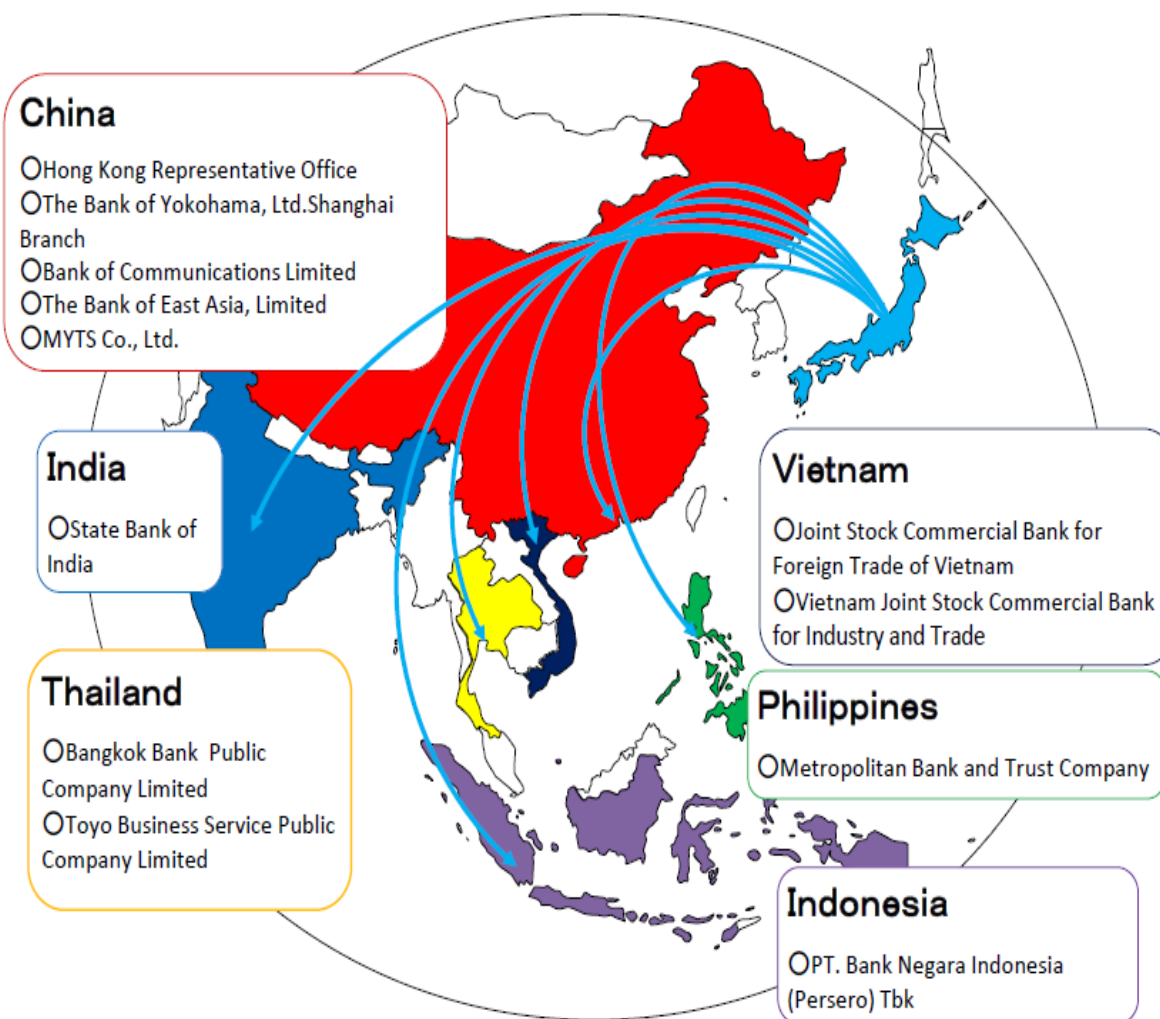 China
○Hong Kong Representative Office
○The Bank of Yokohama, Ltd.Shanghai
Branch
○Bank of Communications Limited
○The Bank of East Asia, Limited
○MYTS Co., Ltd.
India
○State Bank of
India
Thailand
○Bangkok Bank  Public
Company Limited
○Toyo Business Service Public
Company Limited
Vietnam
○Joint Stock Commercial Bank for
Foreign Trade of Vietnam
○Vietnam Joint Stock Commercial Bank
for Industry and Trade
Philippines
○Metropolitan Bank and Trust Company
Indonesia
○PT. Bank Negara Indonesia
(Persero) Tbk